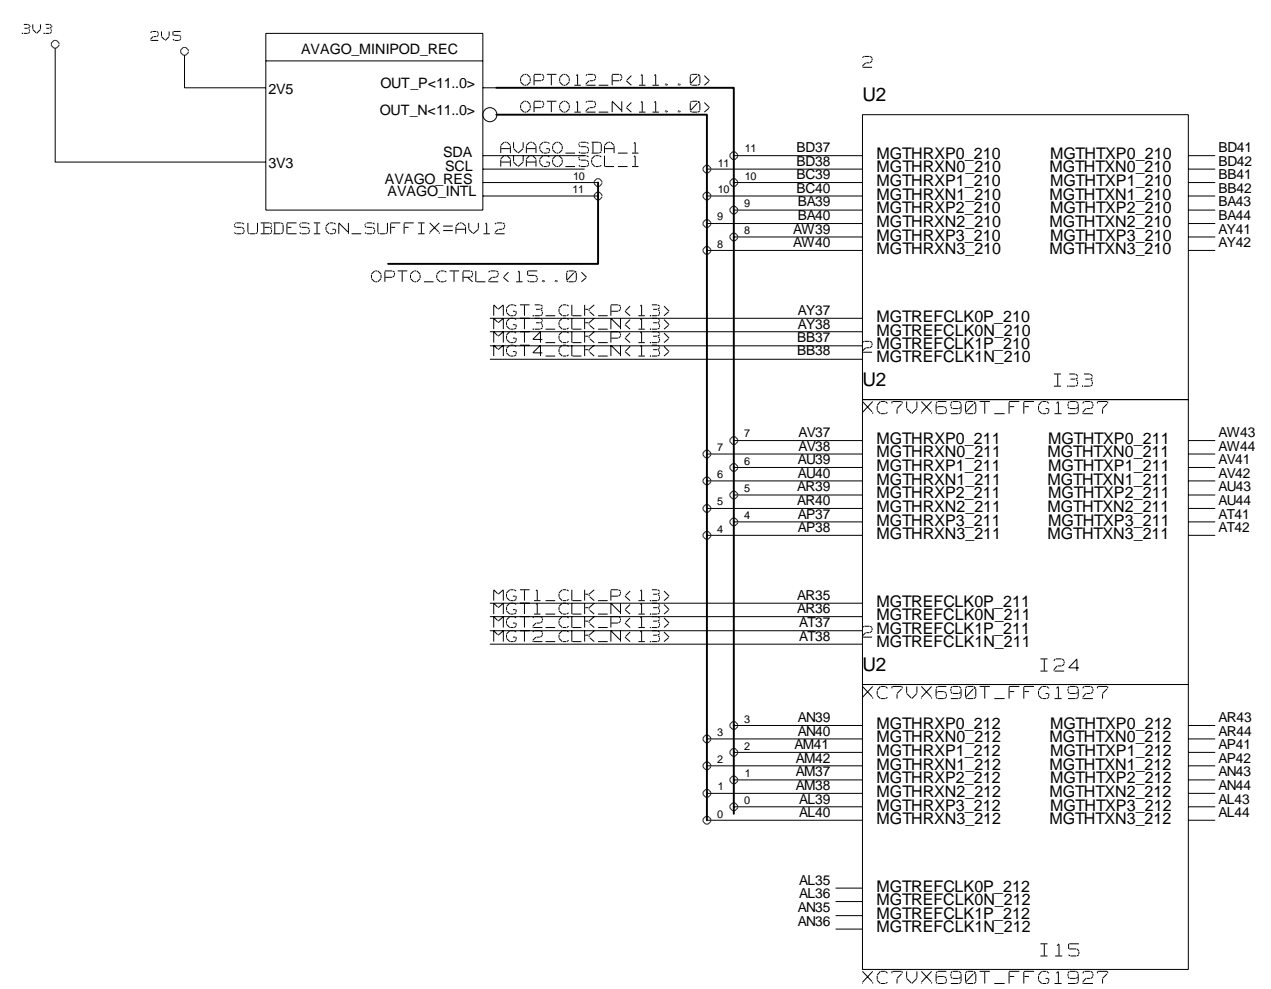 3V3
2V5
AVAGO_MINIPOD_REC
2V5
3V3
OUT_P<11..0>
OUT_N<11..0>
SDA
SCL
AVAGO_RES
AVAGO_INTL
OPTO12_P<11..0>
OPTO12_N<11..0>
AVAGO_SDA_1
AVAGO_SCL_1
10
11
SUBDESIGN_SUFFIX=AV12
OPTO_CTRL2<15..0>
2
U2
11 BD37 MGTHRXP0_210 MGTHTXP0_210 BD41
11 BD38 MGTHRXN0_210 MGTHTXN0_210 BD42
10 BC39 MGTHRXP1_210 MGTHTXP1_210 BB41
10 BC40 MGTHRXN1_210 MGTHTXN1_210 BB42
9 BA39 MGTHRXP2_210 MGTHTXP2_210 BA43
9 BA40 MGTHRXN2_210 MGTHTXN2_210 BA44
8 AW39 MGTHRXP3_210 MGTHTXP3_210 AY41
8 AW40 MGTHRXN3_210 MGTHTXN3_210 AY42
MGT3_CLK_P<13> AY37 MGTREFCLK0P_210
MGT3_CLK_N<13> AY38 MGTREFCLK0N_210
MGT4_CLK_P<13> BB37 MGTREFCLK1P_210
MGT4_CLK_N<13> BB38 MGTREFCLK1N_210
2
U2 I33
XC7VX690T_FFG1927
7 AV37 MGTHRXP0_211 MGTHTXP0_211 AW43
7 AV38 MGTHRXN0_211 MGTHTXN0_211 AW44
6 AU39 MGTHRXP1_211 MGTHTXP1_211 AV41
6 AU40 MGTHRXN1_211 MGTHTXN1_211 AV42
5 AR39 MGTHRXP2_211 MGTHTXP2_211 AU43
5 AR40 MGTHRXN2_211 MGTHTXN2_211 AU44
4 AP37 MGTHRXP3_211 MGTHTXP3_211 AT41
4 AP38 MGTHRXN3_211 MGTHTXN3_211 AT42
MGT1_CLK_P<13> AR35 MGTREFCLK0P_211
MGT1_CLK_N<13> AR36 MGTREFCLK0N_211
MGT2_CLK_P<13> AT37 MGTREFCLK1P_211
MGT2_CLK_N<13> AT38 MGTREFCLK1N_211
2
U2 I24
XC7VX690T_FFG1927
3 AN39 MGTHRXP0_212 MGTHTXP0_212 AR43
3 AN40 MGTHRXN0_212 MGTHTXN0_212 AR44
2 AM41 MGTHRXP1_212 MGTHTXP1_212 AP41
2 AM42 MGTHRXN1_212 MGTHTXN1_212 AP42
1 AM37 MGTHRXP2_212 MGTHTXP2_212 AN43
1 AM38 MGTHRXN2_212 MGTHTXN2_212 AN44
0 AL39 MGTHRXP3_212 MGTHTXP3_212 AL43
0 AL40 MGTHRXN3_212 MGTHTXN3_212 AL44
AL35 MGTREFCLK0P_212
AL36 MGTREFCLK0N_212
AN35 MGTREFCLK1P_212
AN36 MGTREFCLK1N_212
I15
XC7VX690T_FFG1927